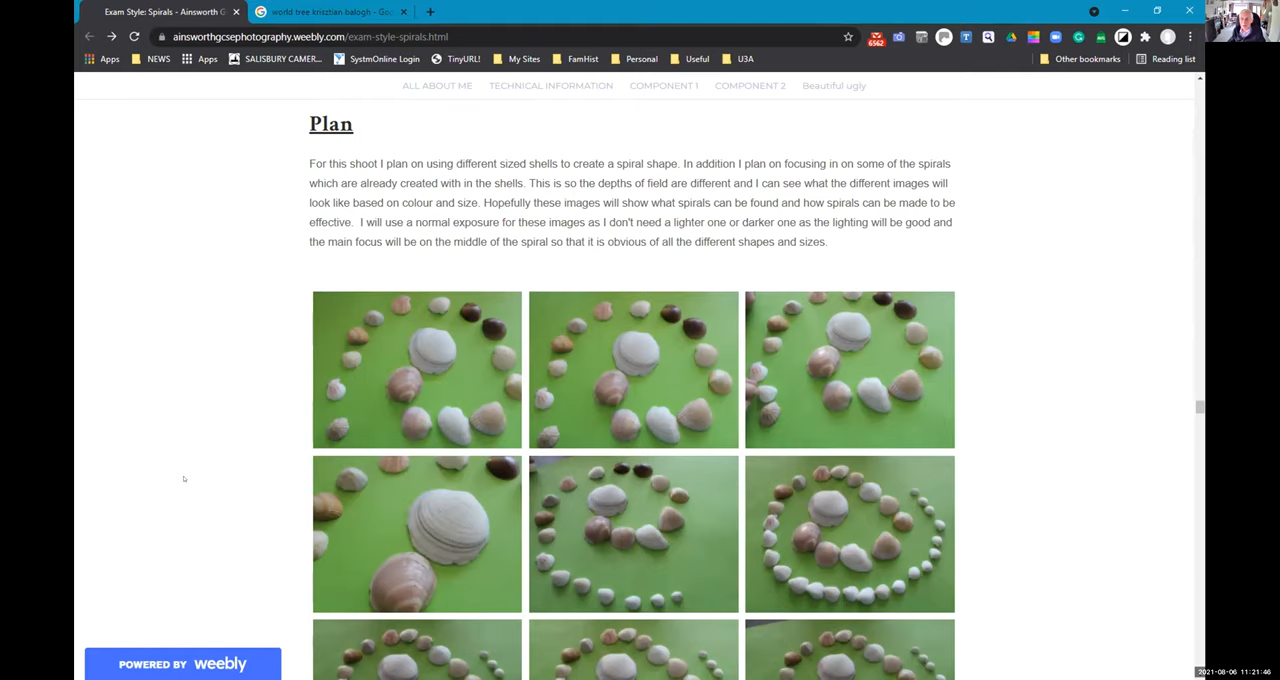 Exam Style: Spirals - Ainsworth G
world tree krisztian balogh - Goo
ainsworthgcsephotography.weebly.com/exam-style-spirals.html
6562
Apps NEWS Apps SALISBURY CAMER... SystmOnline Login TinyURL! My Sites FamHist Personal Useful U3A Other bookmarks Reading list
ALL ABOUT ME TECHNICAL INFORMATION COMPONENT 1 COMPONENT 2 Beautiful ugly
Plan
For this shoot I plan on using different sized shells to create a spiral shape. In addition I plan on focusing in on some of the spirals
which are already created with in the shells. This is so the depths of field are different and I can see what the different images will
look like based on colour and size. Hopefully these images will show what spirals can be found and how spirals can be made to be
effective. I will use a normal exposure for these images as I don't need a lighter one or darker one as the lighting will be good and
the main focus will be on the middle of the spiral so that it is obvious of all the different shapes and sizes.
POWERED BY weebly
2021-08-06 11:21:46